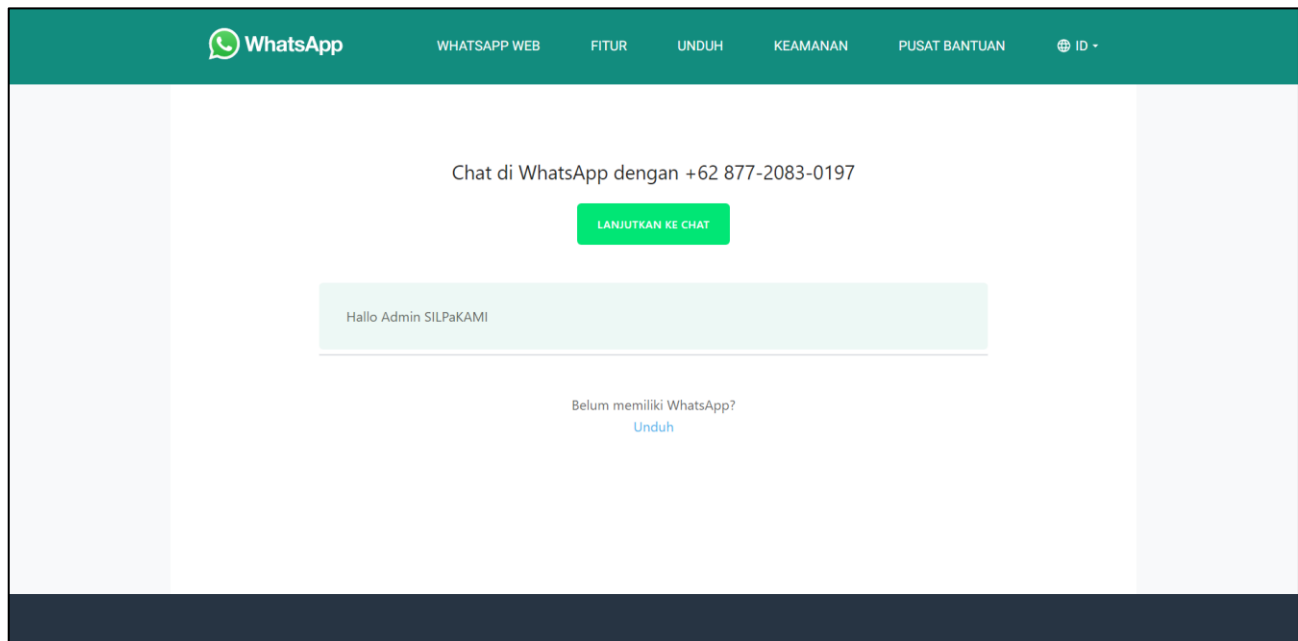 WhatsApp WHATSAPP WEB FITUR UNDUH KEAMANAN PUSAT BANTUAN ID
Chat di WhatsApp dengan +62 877-2083-0197
LANJUTKAN KE CHAT
Hallo Admin SILPaKAMI
Belum memiliki WhatsApp?
Unduh